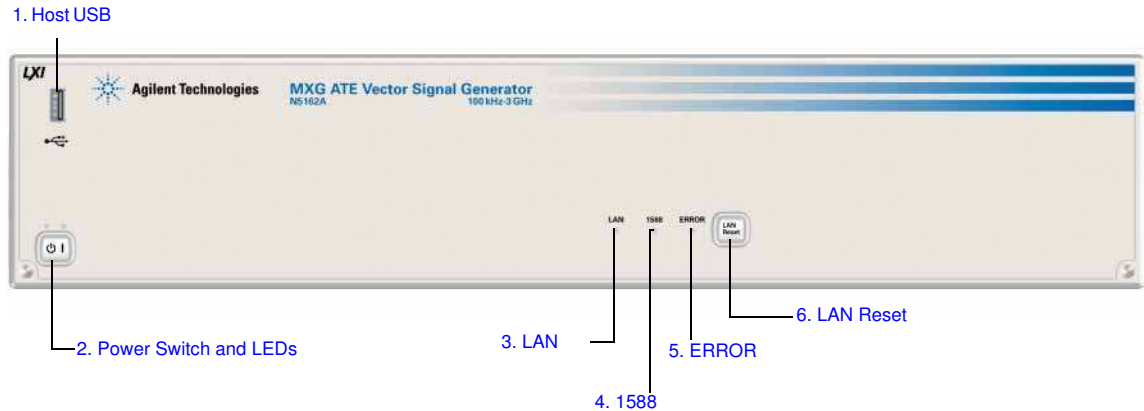 1. Host USB
LXI
Agilent Technologies
MXG ATE Vector Signal Generator
N5162A 100 kHz-3 GHz
LAN 1588 ERROR
LAN
Reset
6. LAN Reset
2. Power Switch and LEDs
3. LAN
5. ERROR
4. 1588